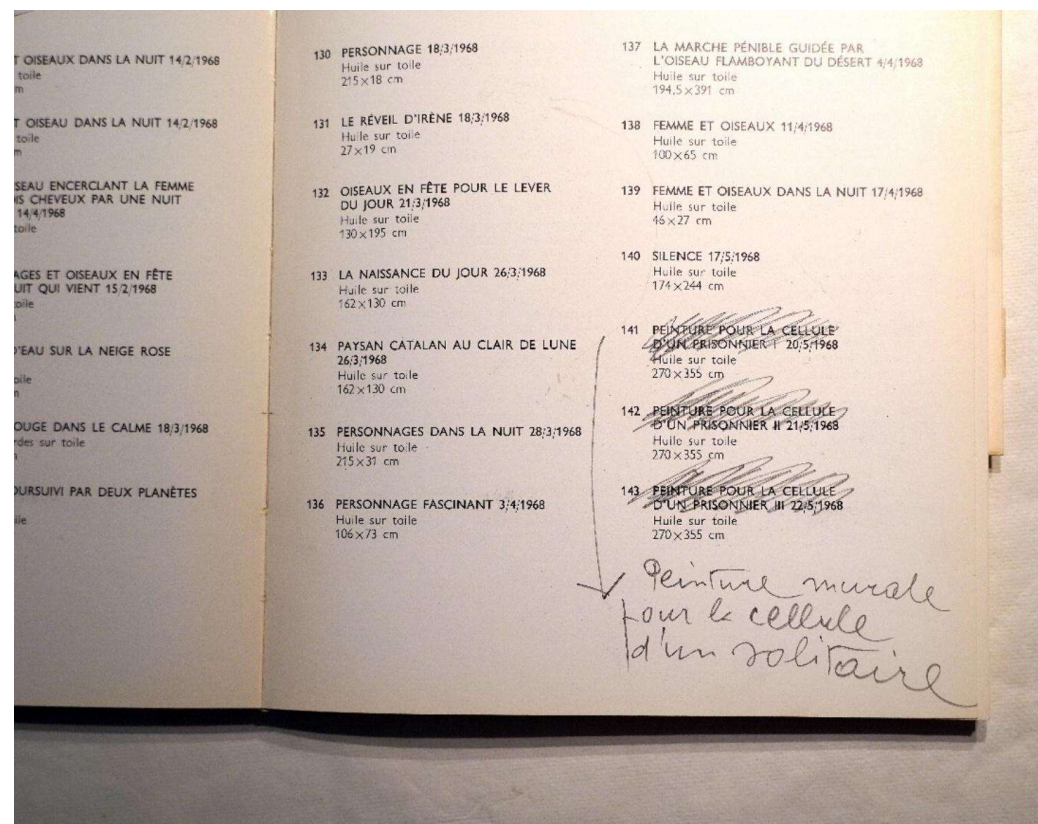 T OISEAUX DANS LA NUIT 14/2/1968
toile
m
T OISEAU DANS LA NUIT 14/2/1968
toile
m
SEAU ENCERCLANT LA FEMME
IS CHEVEUX PAR UNE NUIT
14/4/1968
toile
AGES ET OISEAUX EN FÊTE
UIT QUI VIENT 15/2/1968
toile
D'EAU SUR LA NEIGE ROSE
oile
m
OUGE DANS LE CALME 18/3/1968
rdes sur toile
OURSUIVI PAR DEUX PLANÈTES
ile
130 PERSONNAGE 18/3/1968
Huile sur toile
215×18 cm
131 LE RÉVEIL D'IRÈNE 18/3/1968
Huile sur toile
27×19 cm
132 OISEAUX EN FÊTE POUR LE LEVER
DU JOUR 21/3/1968
Huile sur toile
130×195 cm
133 LA NAISSANCE DU JOUR 26/3/1968
Huile sur toile
162×130 cm
134 PAYSAN CATALAN AU CLAIR DE LUNE
26/3/1968
Huile sur toile
162×130 cm
135 PERSONNAGES DANS LA NUIT 28/3/1968
Huile sur toile
215×31 cm
136 PERSONNAGE FASCINANT 3/4/1968
Huile sur toile
106×73 cm
137 LA MARCHE PÉNIBLE GUIDÉE PAR
L'OISEAU FLAMBOYANT DU DÉSERT 4/4/1968
Huile sur toile
194,5×391 cm
138 FEMME ET OISEAUX 11/4/1968
Huile sur toile
100×65 cm
139 FEMME ET OISEAUX DANS LA NUIT 17/4/1968
Huile sur toile
46×27 cm
140 SILENCE 17/5/1968
Huile sur toile
174×244 cm
141 PEINTURE POUR LA CELLULE
D'UN PRISONNIER I 20/5/1968
Huile sur toile
270×355 cm
142 PEINTURE POUR LA CELLULE
D'UN PRISONNIER II 21/5/1968
Huile sur toile
270×355 cm
143 PEINTURE POUR LA CELLULE
D'UN PRISONNIER III 22/5/1968
Huile sur toile
270×355 cm
Peinture murale
pour la cellule
d'un solitaire